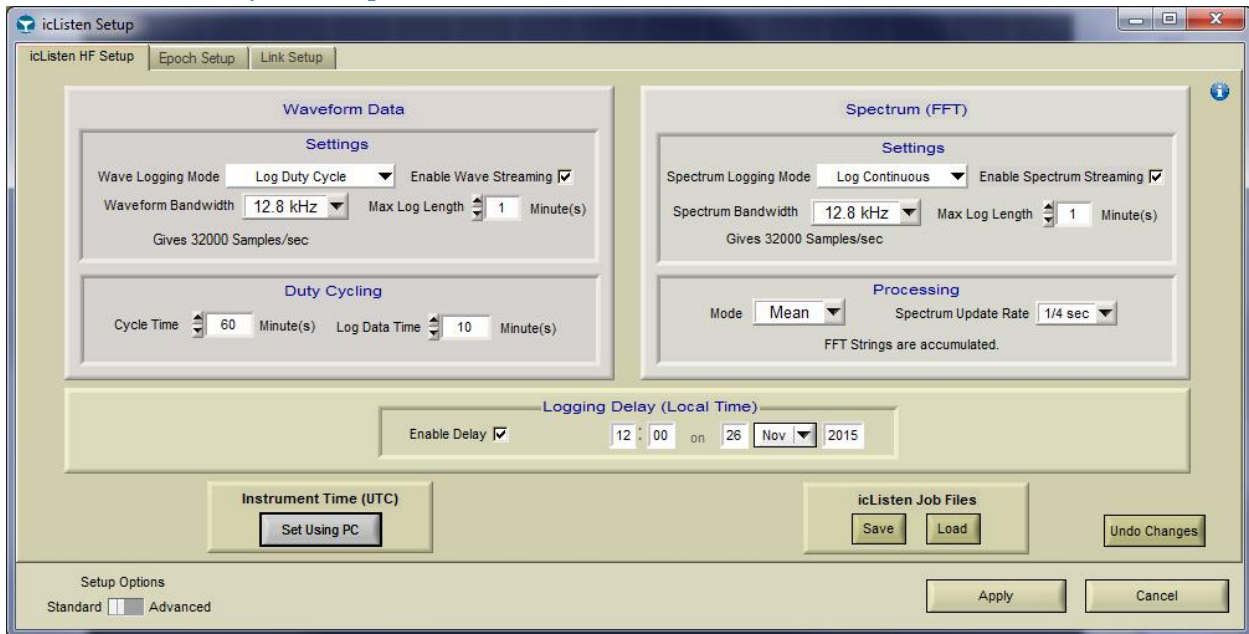 icListen Setup
icListen HF Setup Epoch Setup Link Setup
Waveform Data
Settings
Wave Logging Mode Log Duty Cycle Enable Wave Streaming
Waveform Bandwidth 12.8 kHz Max Log Length 1 Minute(s)
Gives 32000 Samples/sec
Duty Cycling
Cycle Time 60 Minute(s) Log Data Time 10 Minute(s)
Spectrum (FFT)
Settings
Spectrum Logging Mode Log Continuous Enable Spectrum Streaming
Spectrum Bandwidth 12.8 kHz Max Log Length 1 Minute(s)
Gives 32000 Samples/sec
Processing
Mode Mean Spectrum Update Rate 1/4 sec
FFT Strings are accumulated.
Logging Delay (Local Time)
Enable Delay 12 : 00 on 26 Nov 2015
Instrument Time (UTC)
Set Using PC
icListen Job Files
Save Load
Undo Changes
Setup Options
Standard Advanced
Apply Cancel